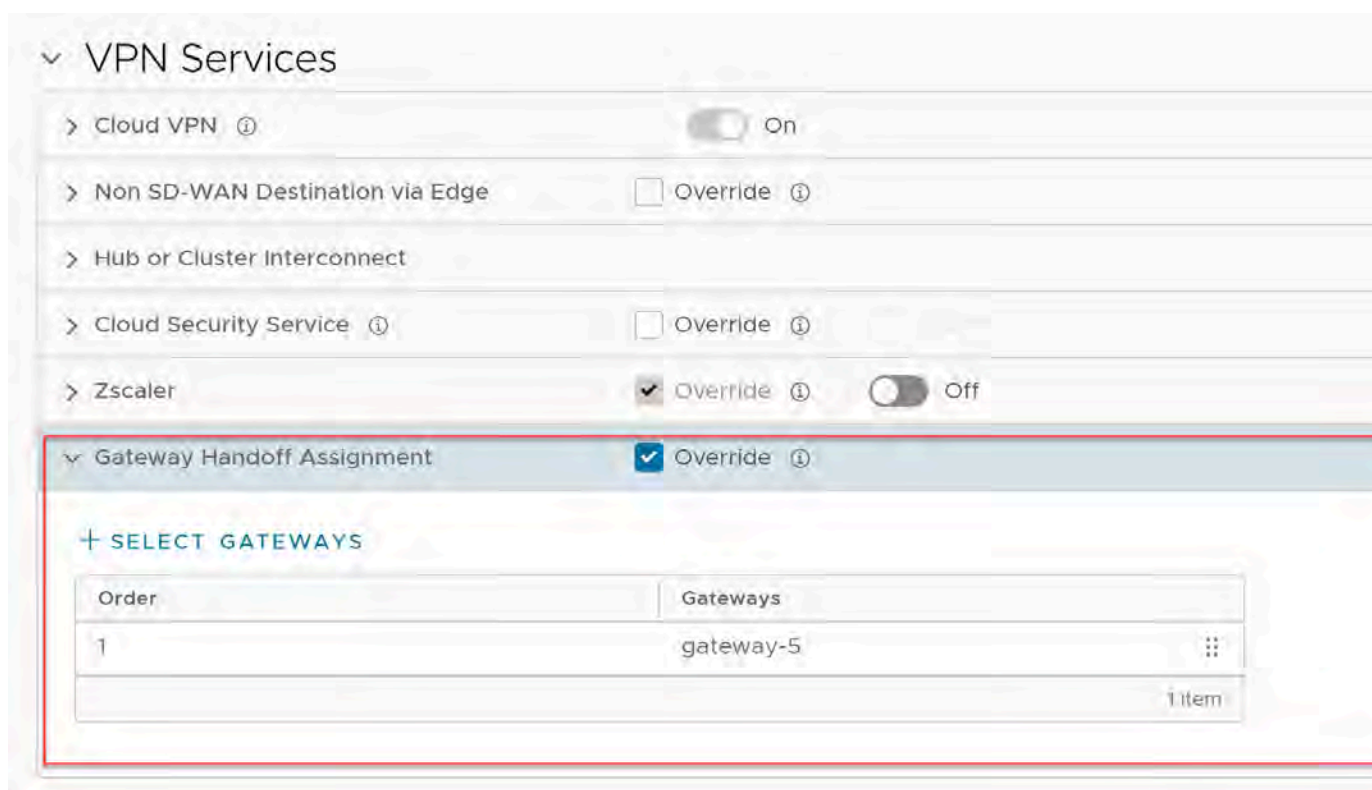 VPN Services
Cloud VPN On
Non SD-WAN Destination via Edge Override
Hub or Cluster Interconnect
Cloud Security Service Override
Zscaler Override Off
Gateway Handoff Assignment Override
+ SELECT GATEWAYS
Order Gateways
1 gateway-5
1 item